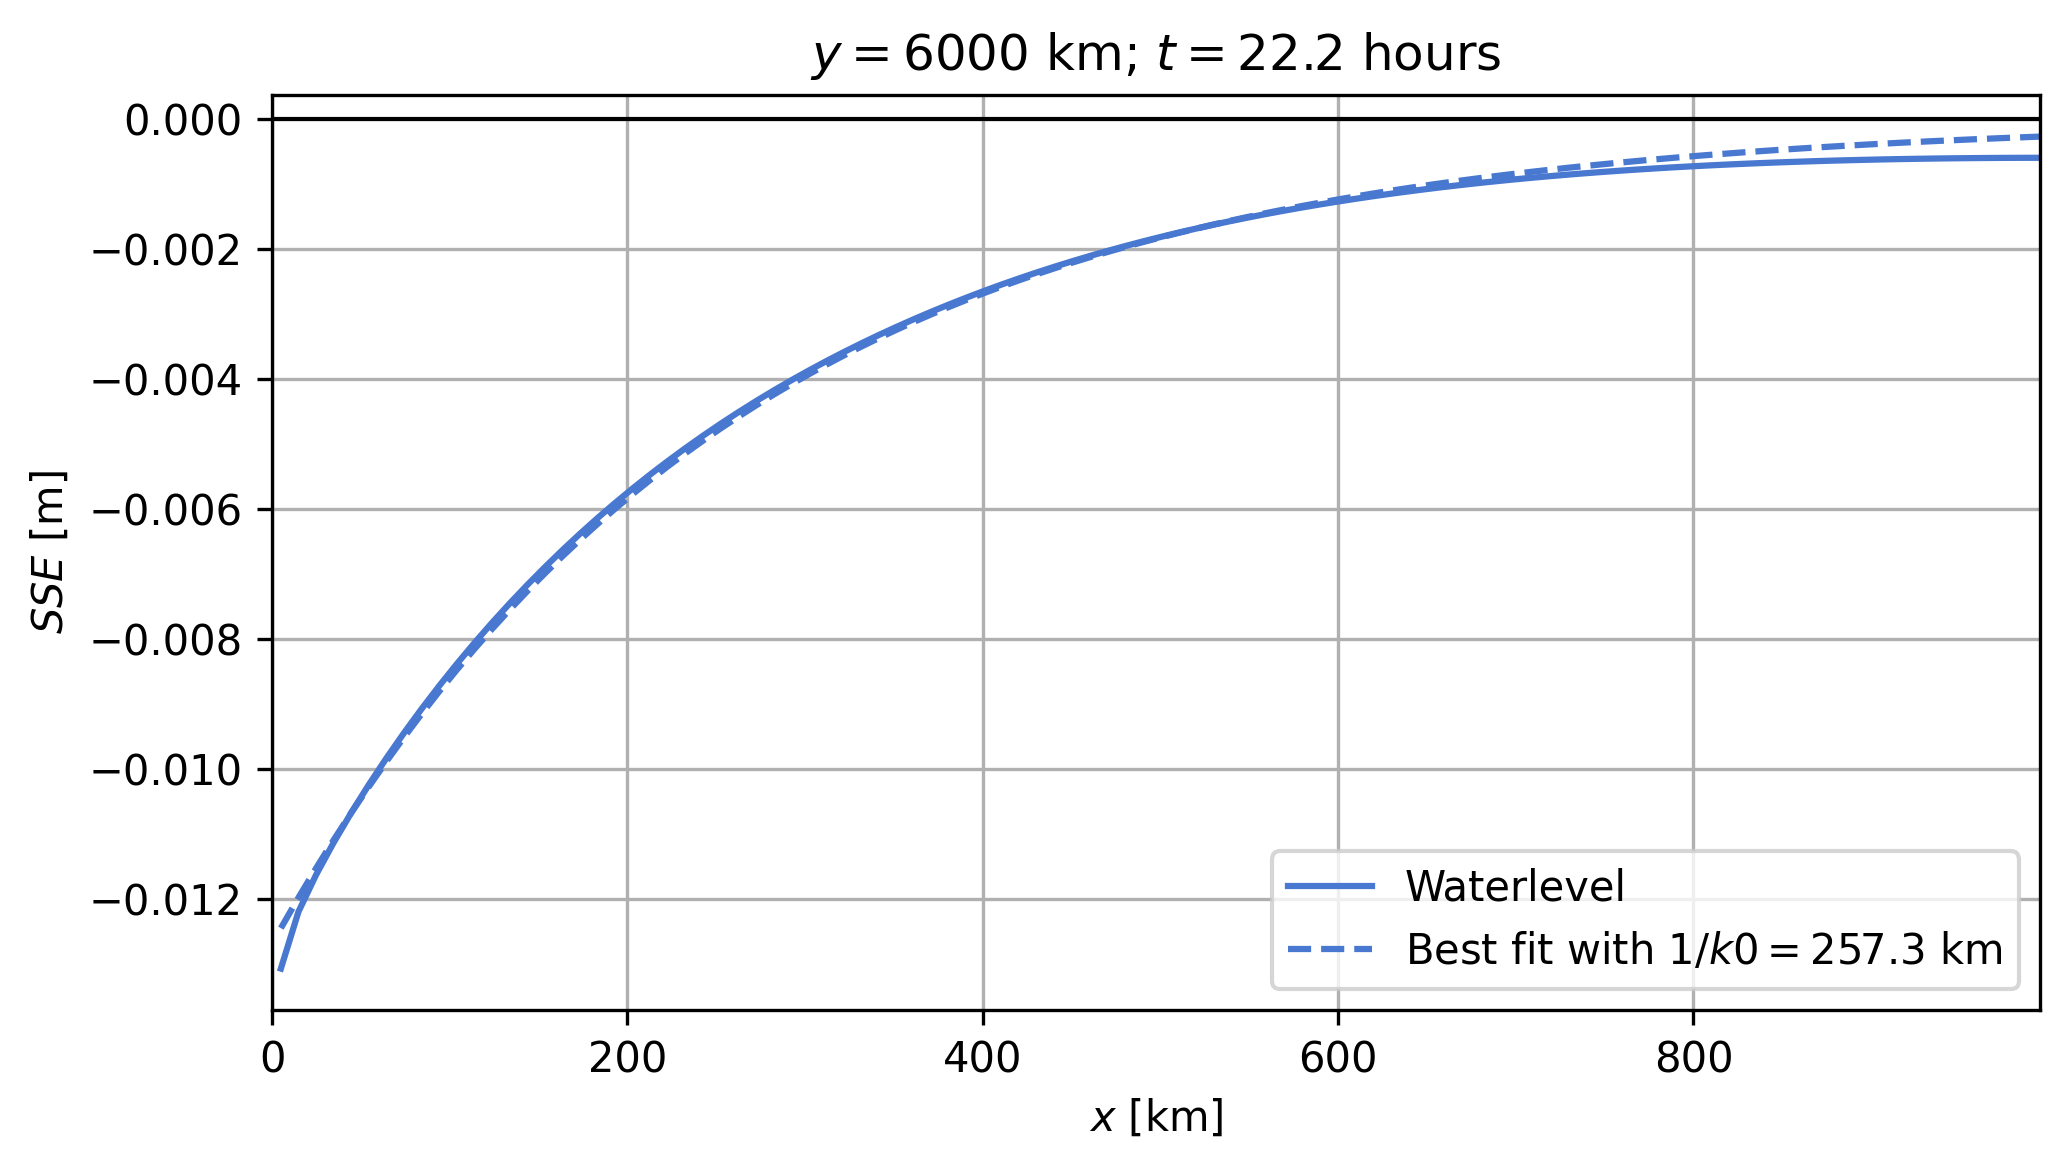 y = 6000 km; t = 22.2 hours
SSE [m]
0.000
−0.002
−0.004
−0.006
−0.008
−0.010
−0.012
Waterlevel
Best fit with 1/k0 = 257.3 km
0 200 400 600 800
x [km]